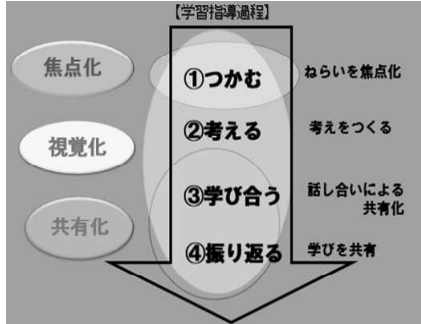 【学習指導過程】
焦点化
①つかむ
ねらいを焦点化
視覚化
②考える
考えをつくる
共有化
③学び合う
話し合いによる
共有化
④振り返る
学びを共有